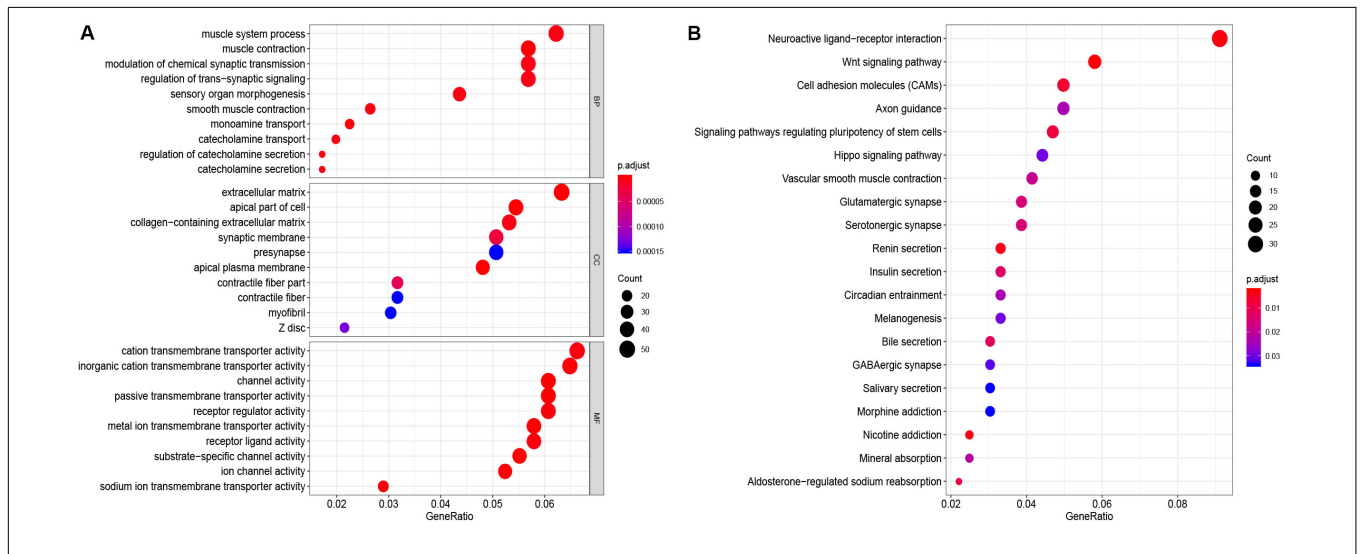 A
muscle system process
muscle contraction
modulation of chemical synaptic transmission
regulation of trans−synaptic signaling
sensory organ morphogenesis
smooth muscle contraction
monoamine transport
catecholamine transport
regulation of catecholamine secretion
catecholamine secretion
BP
extracellular matrix
apical part of cell
collagen−containing extracellular matrix
synaptic membrane
presynapse
apical plasma membrane
contractile fiber part
contractile fiber
myofibril
Z disc
CC
cation transmembrane transporter activity
inorganic cation transmembrane transporter activity
channel activity
passive transmembrane transporter activity
receptor regulator activity
metal ion transmembrane transporter activity
receptor ligand activity
substrate−specific channel activity
ion channel activity
sodium ion transmembrane transporter activity
MF
0.02 0.03 0.04 0.05 0.06
GeneRatio
p.adjust
0.00005
0.00010
0.00015
Count
20
30
40
50
B
Neuroactive ligand−receptor interaction
Wnt signaling pathway
Cell adhesion molecules (CAMs)
Axon guidance
Signaling pathways regulating pluripotency of stem cells
Hippo signaling pathway
Vascular smooth muscle contraction
Glutamatergic synapse
Serotonergic synapse
Renin secretion
Insulin secretion
Circadian entrainment
Melanogenesis
Bile secretion
GABAergic synapse
Salivary secretion
Morphine addiction
Nicotine addiction
Mineral absorption
Aldosterone−regulated sodium reabsorption
0.02 0.04 0.06 0.08
GeneRatio
Count
10
15
20
25
30
p.adjust
0.01
0.02
0.03